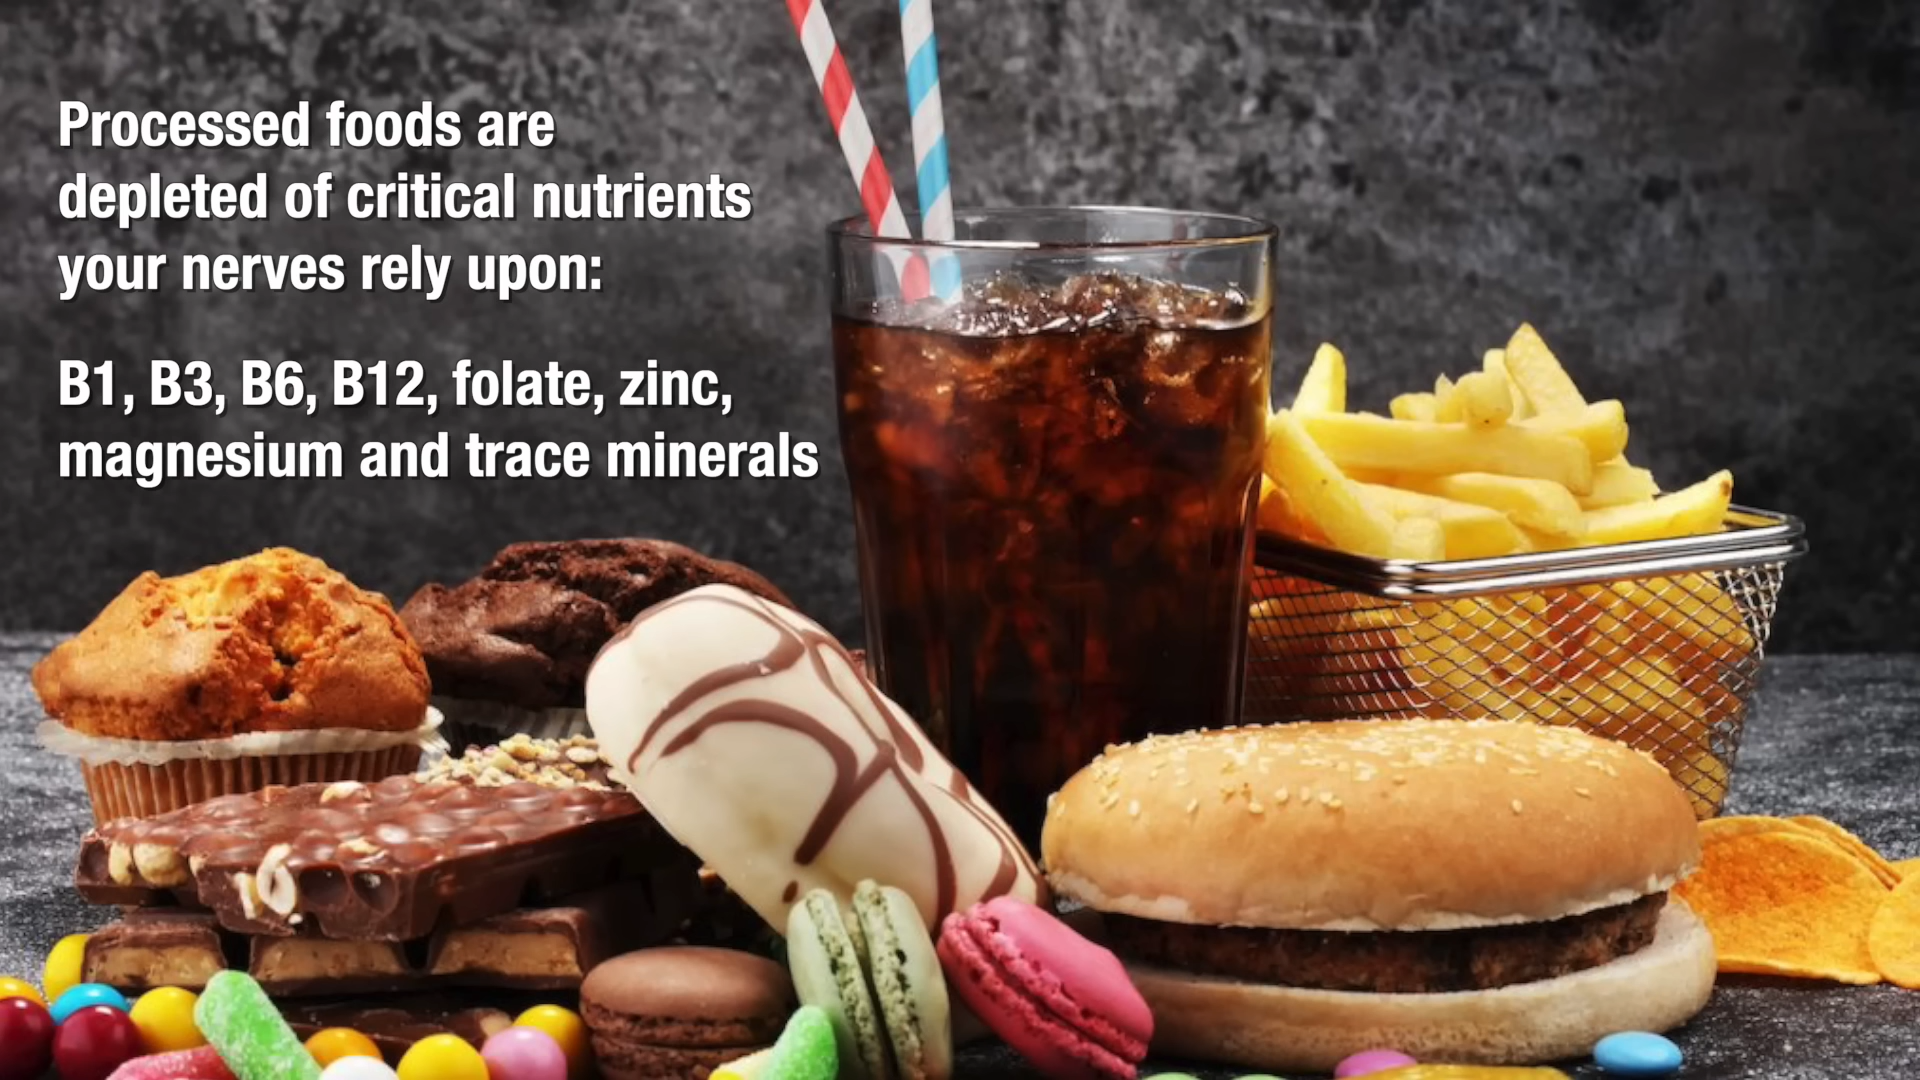 Processed foods are
depleted of critical nutrients
your nerves rely upon:
B1, B3, B6, B12, folate, zinc,
magnesium and trace minerals